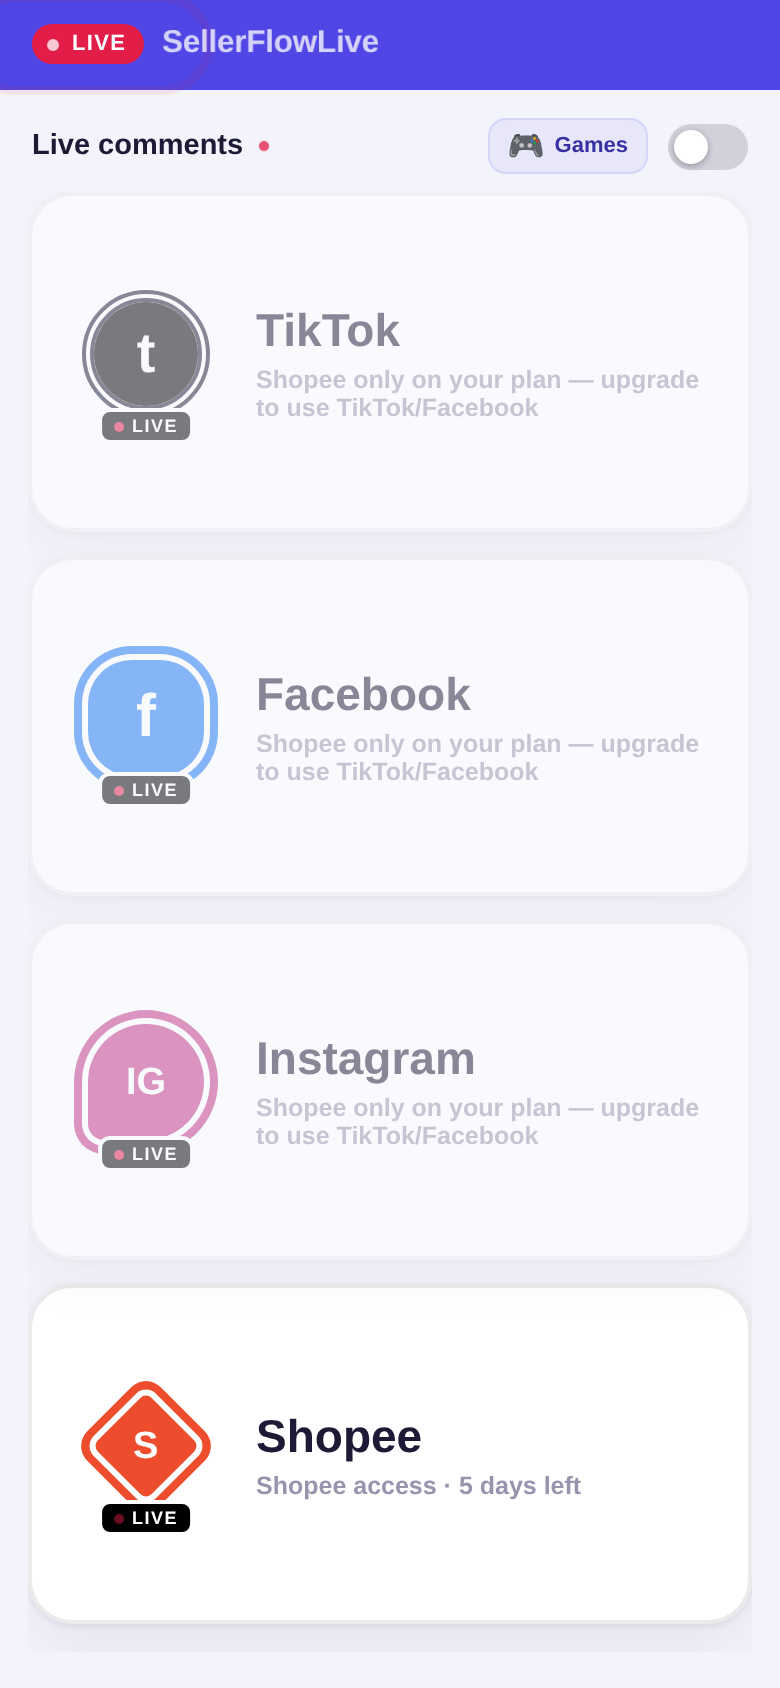 LIVE SellerFlowLive
Live comments
🎮 Games
t
LIVE
TikTok
Shopee only on your plan — upgrade
to use TikTok/Facebook
f
LIVE
Facebook
Shopee only on your plan — upgrade
to use TikTok/Facebook
IG
LIVE
Instagram
Shopee only on your plan — upgrade
to use TikTok/Facebook
S
LIVE
Shopee
Shopee access · 5 days left